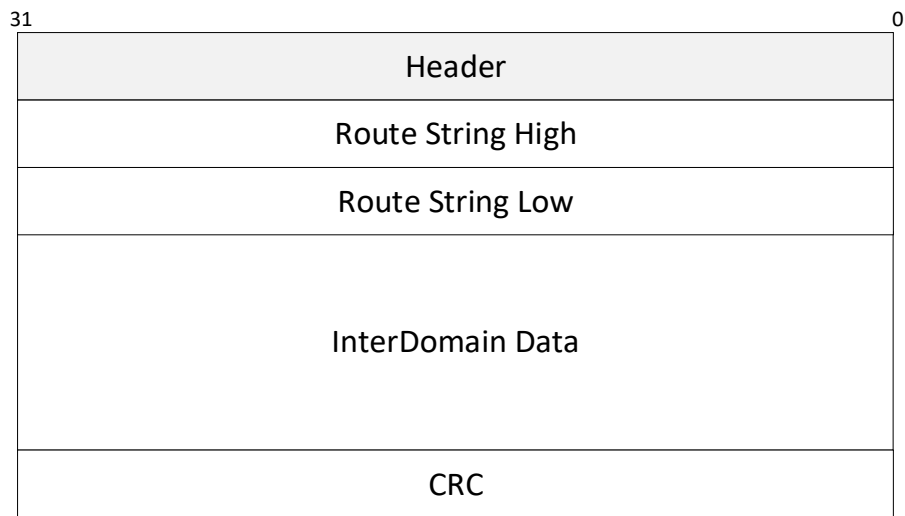 31 0
Header
Route String High
Route String Low
InterDomain Data
CRC